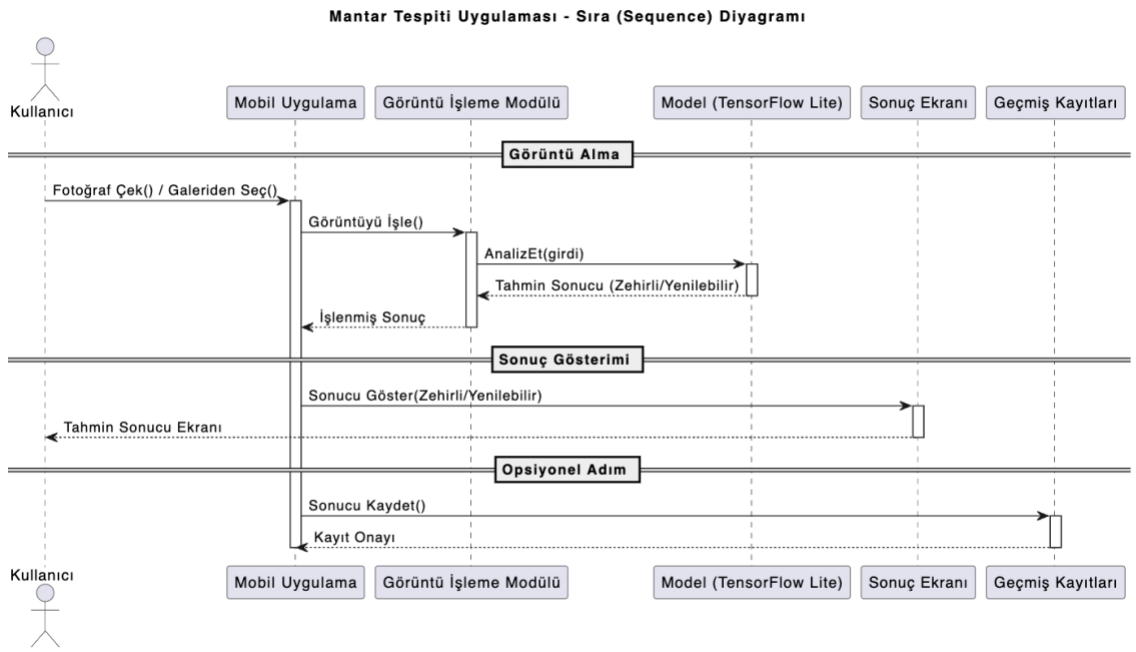 Mantar Tespiti Uygulaması - Sıra (Sequence) Diyagramı
Kullanıcı
Mobil Uygulama
Görüntü İşleme Modülü
Model (TensorFlow Lite)
Sonuç Ekranı
Geçmiş Kayıtları
Görüntü Alma
Fotoğraf Çek() / Galeriden Seç()
Görüntüyü İşle()
AnalizEt(girdi)
Tahmin Sonucu (Zehirli/Yenilebilir)
İşlenmiş Sonuç
Sonuç Gösterimi
Sonucu Göster(Zehirli/Yenilebilir)
Tahmin Sonucu Ekranı
Opsiyonel Adım
Sonucu Kaydet()
Kayıt Onayı
Kullanıcı
Mobil Uygulama
Görüntü İşleme Modülü
Model (TensorFlow Lite)
Sonuç Ekranı
Geçmiş Kayıtları